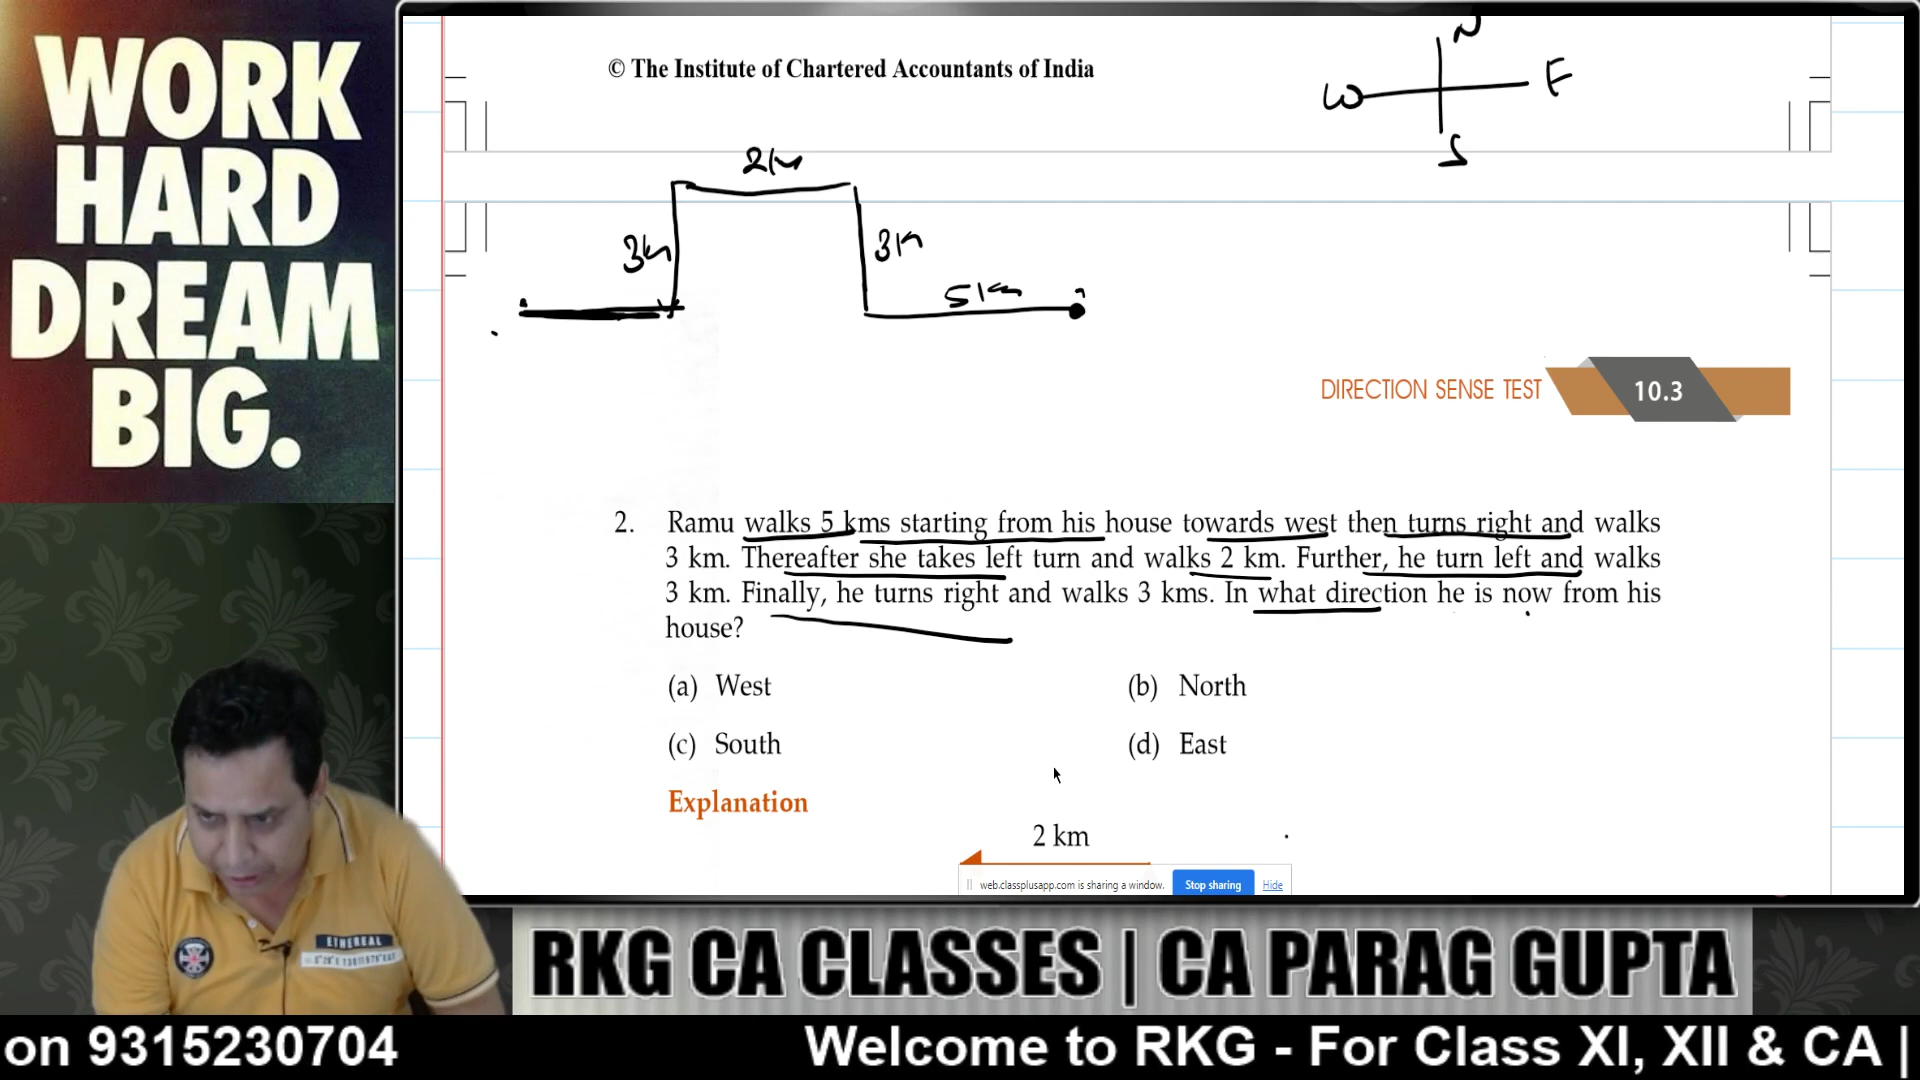 WORK
HARD
DREAM
BIG.
© The Institute of Chartered Accountants of India
N
W
E
S
2km
3km
3km
5km
DIRECTION SENSE TEST
10.3
2. Ramu walks 5 kms starting from his house towards west then turns right and walks
3 km. Thereafter she takes left turn and walks 2 km. Further, he turn left and walks
3 km. Finally, he turns right and walks 3 kms. In what direction he is now from his
house?
(a) West
(b) North
(c) South
(d) East
Explanation
2 km
web.classplusapp.com is sharing a window.
Stop sharing
Hide
ETHEREAL
RKG CA CLASSES | CA PARAG GUPTA
on 9315230704
Welcome to RKG - For Class XI, XII & CA |